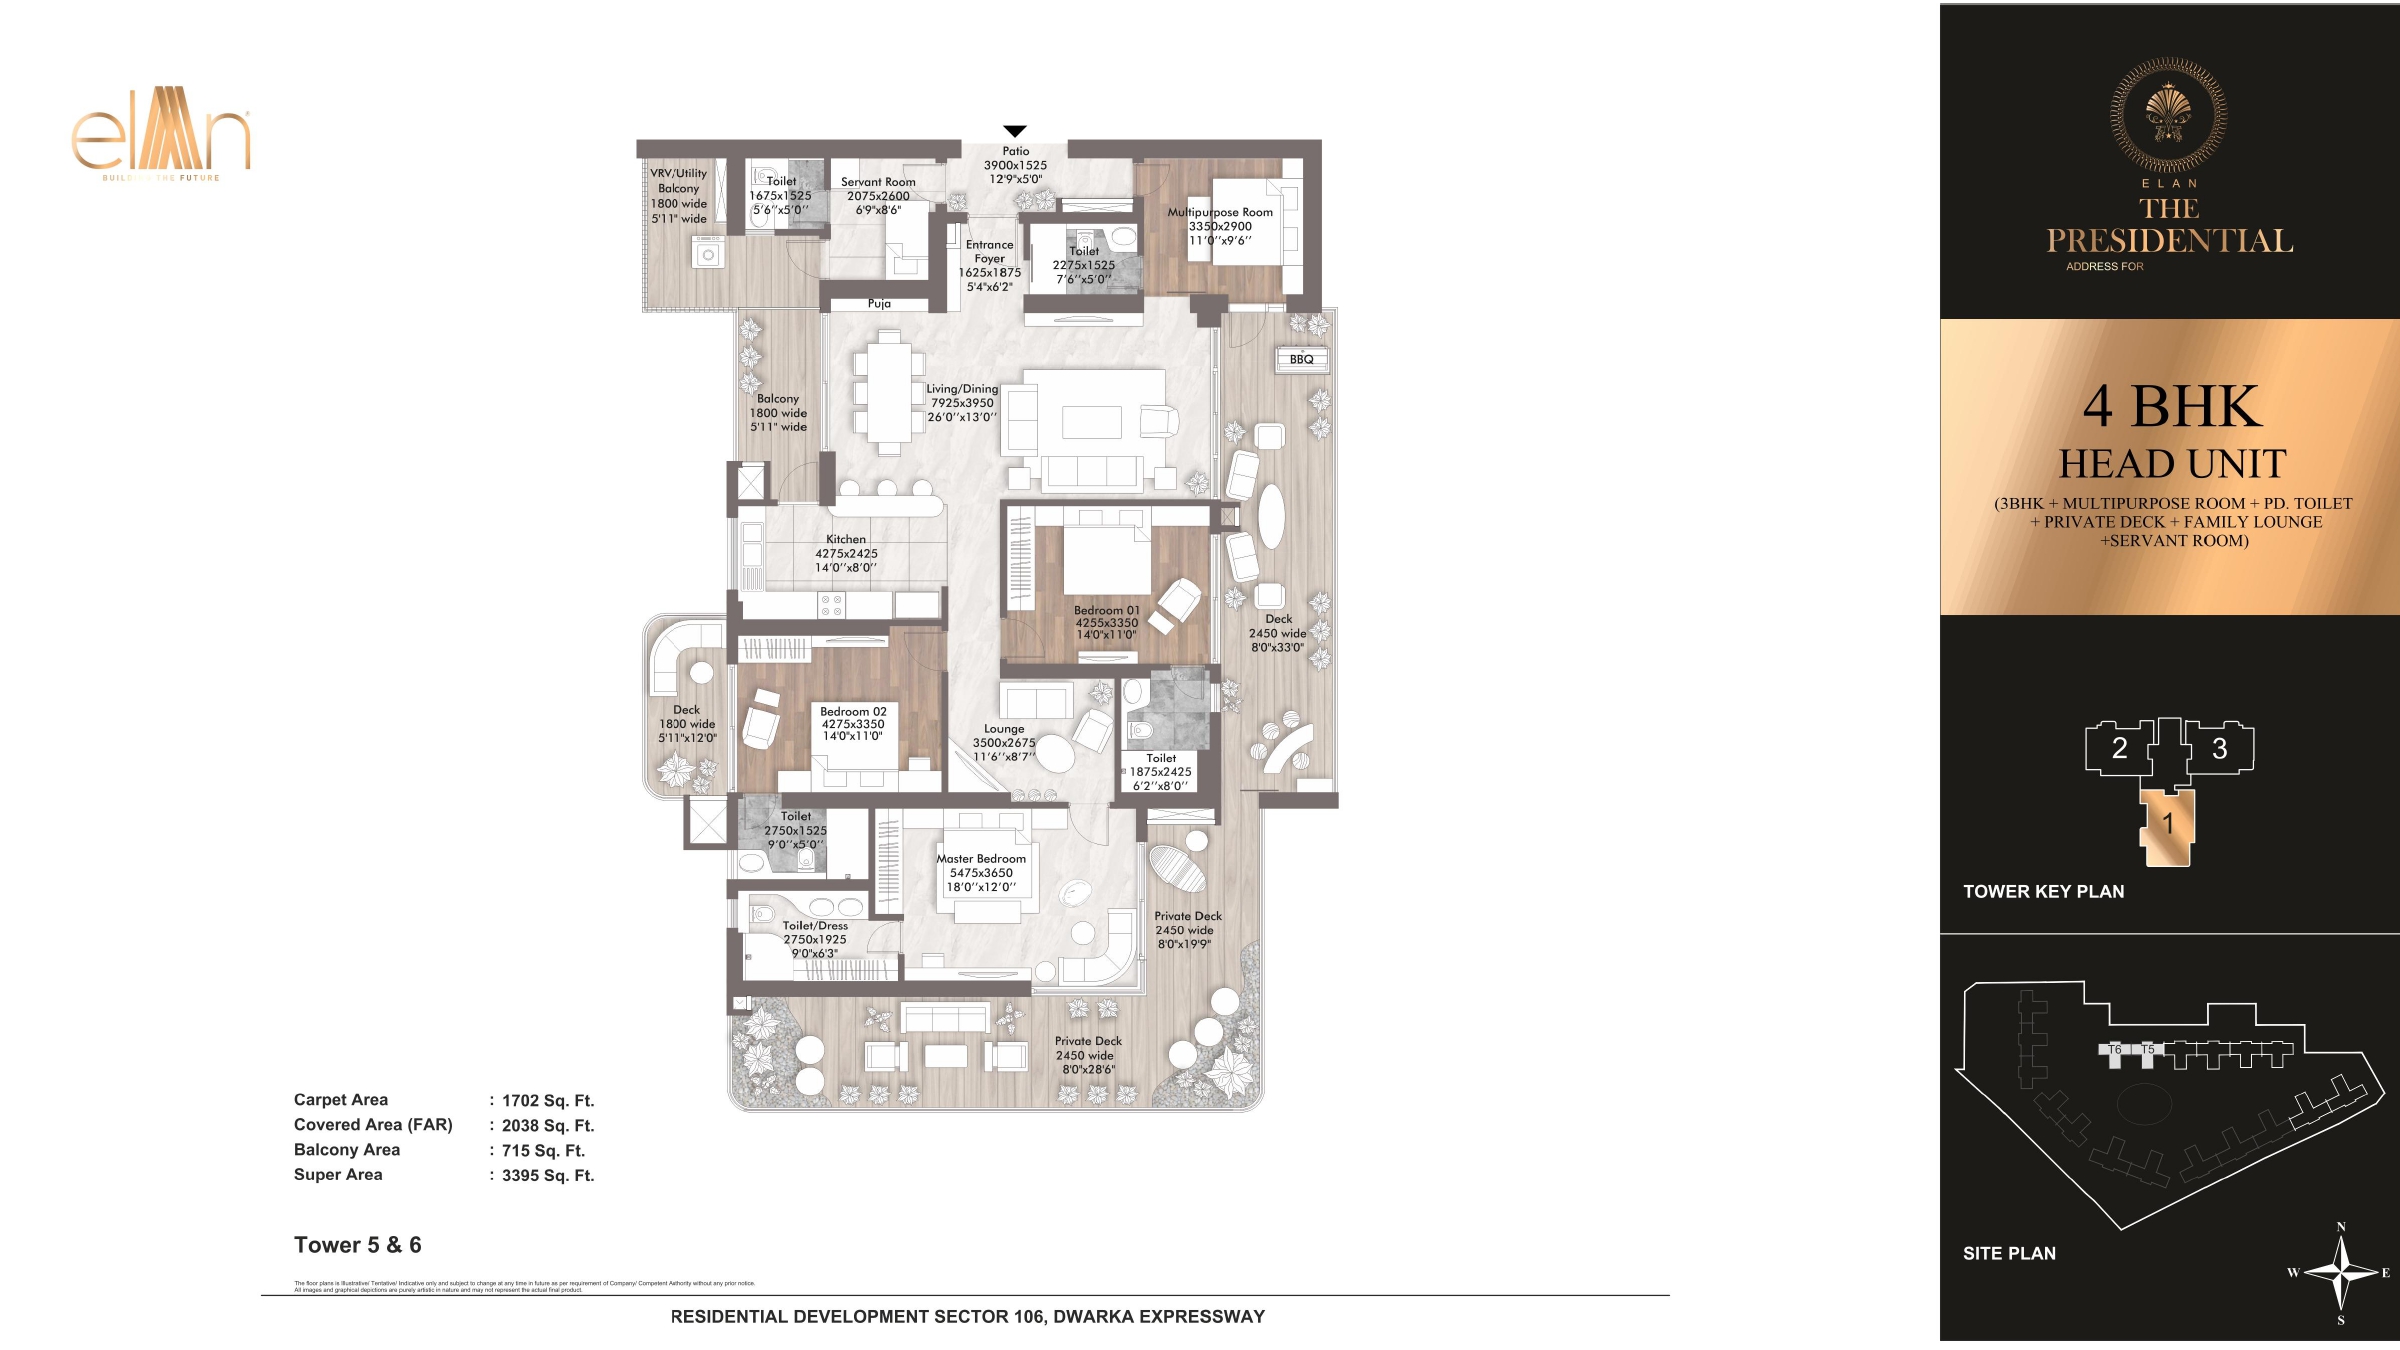 elan
BUILDING THE FUTURE
Patio
3900x1525
12'9"x5'0"
VRV/Utility
Balcony
1800 wide
5'11" wide
Toilet
1675x1525
5'6"x5'0''
Servant Room
2075x2600
6'9"x8'6"
Multipurpose Room
3350x2900
11'0''x9'6''
Entrance
Foyer
1625x1875
5'4"x6'2"
Toilet
2275x1525
7'6''x5'0''
Puja
BBQ
Living/Dining
7925x3950
26'0''x13'0''
Balcony
1800 wide
5'11" wide
Kitchen
4275x2425
14'0''x8'0''
Bedroom 01
4255x3350
14'0"x11'0"
Deck
2450 wide
8'0"x33'0"
Deck
1800 wide
5'11"x12'0"
Bedroom 02
4275x3350
14'0"x11'0"
Lounge
3500x2675
11'6''x8'7''
Toilet
1875x2425
6'2''x8'0''
Toilet
2750x1525
9'0''x5'0''
Master Bedroom
5475x3650
18'0''x12'0''
Toilet/Dress
2750x1925
9'0"x6'3"
Private Deck
2450 wide
8'0"x19'9"
Private Deck
2450 wide
8'0"x28'6"
Carpet Area : 1702 Sq. Ft.
Covered Area (FAR) : 2038 Sq. Ft.
Balcony Area : 715 Sq. Ft.
Super Area : 3395 Sq. Ft.
Tower 5 & 6
The floor plans is Illustrative/ Tentative/ Indicative only and subject to change at any time in future as per requirement of Company/ Competent Authority without any prior notice.
All images and graphical depictions are purely artistic in nature and may not represent the actual final product.
RESIDENTIAL DEVELOPMENT SECTOR 106, DWARKA EXPRESSWAY
ELAN
THE
PRESIDENTIAL
ADDRESS FOR
4 BHK
HEAD UNIT
(3BHK + MULTIPURPOSE ROOM + PD. TOILET
+ PRIVATE DECK + FAMILY LOUNGE
+SERVANT ROOM)
2
3
1
TOWER KEY PLAN
T6
T5
SITE PLAN
N
W
E
S